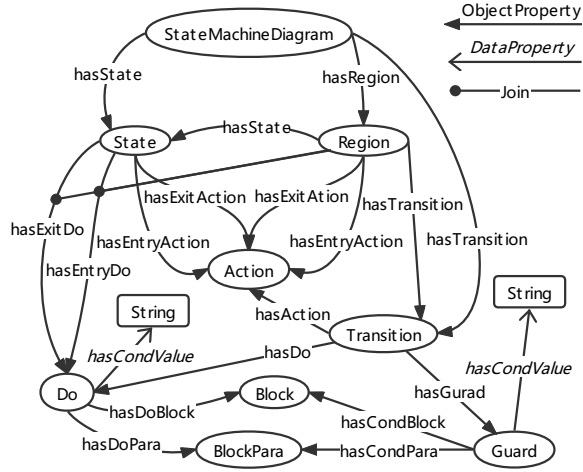 ObjectProperty
StateMachineDiagram
DataProperty
hasState
hasRegion
Join
hasState
State
Region
hasExitAction
hasExitAtion
hasTransition
hasExitDo
hasEntryAction
hasEntryAction
hasTransition
hasEntryDo
Action
String
String
hasAction
Transition
hasCondValue
hasDo
hasCondValue
Do
Block
hasGurad
hasDoBlock
hasCondBlock
hasDoPara
BlockPara
hasCondPara
Guard